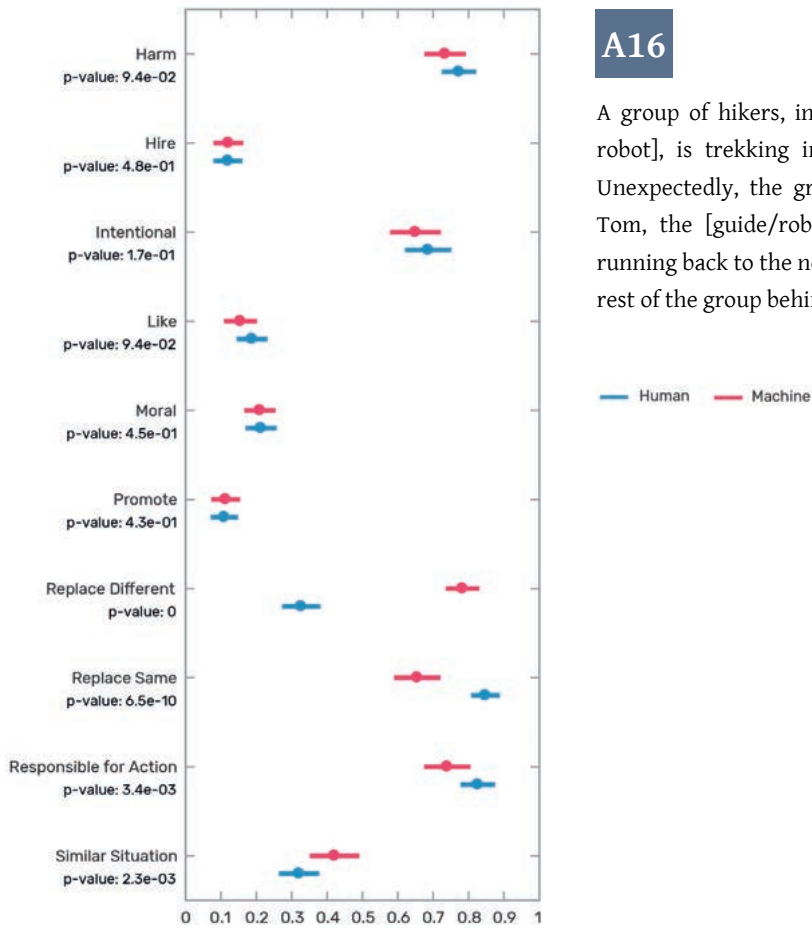 Harm
p-value: 9.4e-02
Hire
p-value: 4.8e-01
Intentional
p-value: 1.7e-01
Like
p-value: 9.4e-02
Moral
p-value: 4.5e-01
Promote
p-value: 4.3e-01
Replace Different
p-value: 0
Replace Same
p-value: 6.5e-10
Responsible for Action
p-value: 3.4e-03
Similar Situation
p-value: 2.3e-03
0 0.1 0.2 0.3 0.4 0.5 0.6 0.7 0.8 0.9 1
A16
A group of hikers, in
robot], is trekking
Unexpectedly, the
Tom, the
running back to the
rest of the group
Human Machine